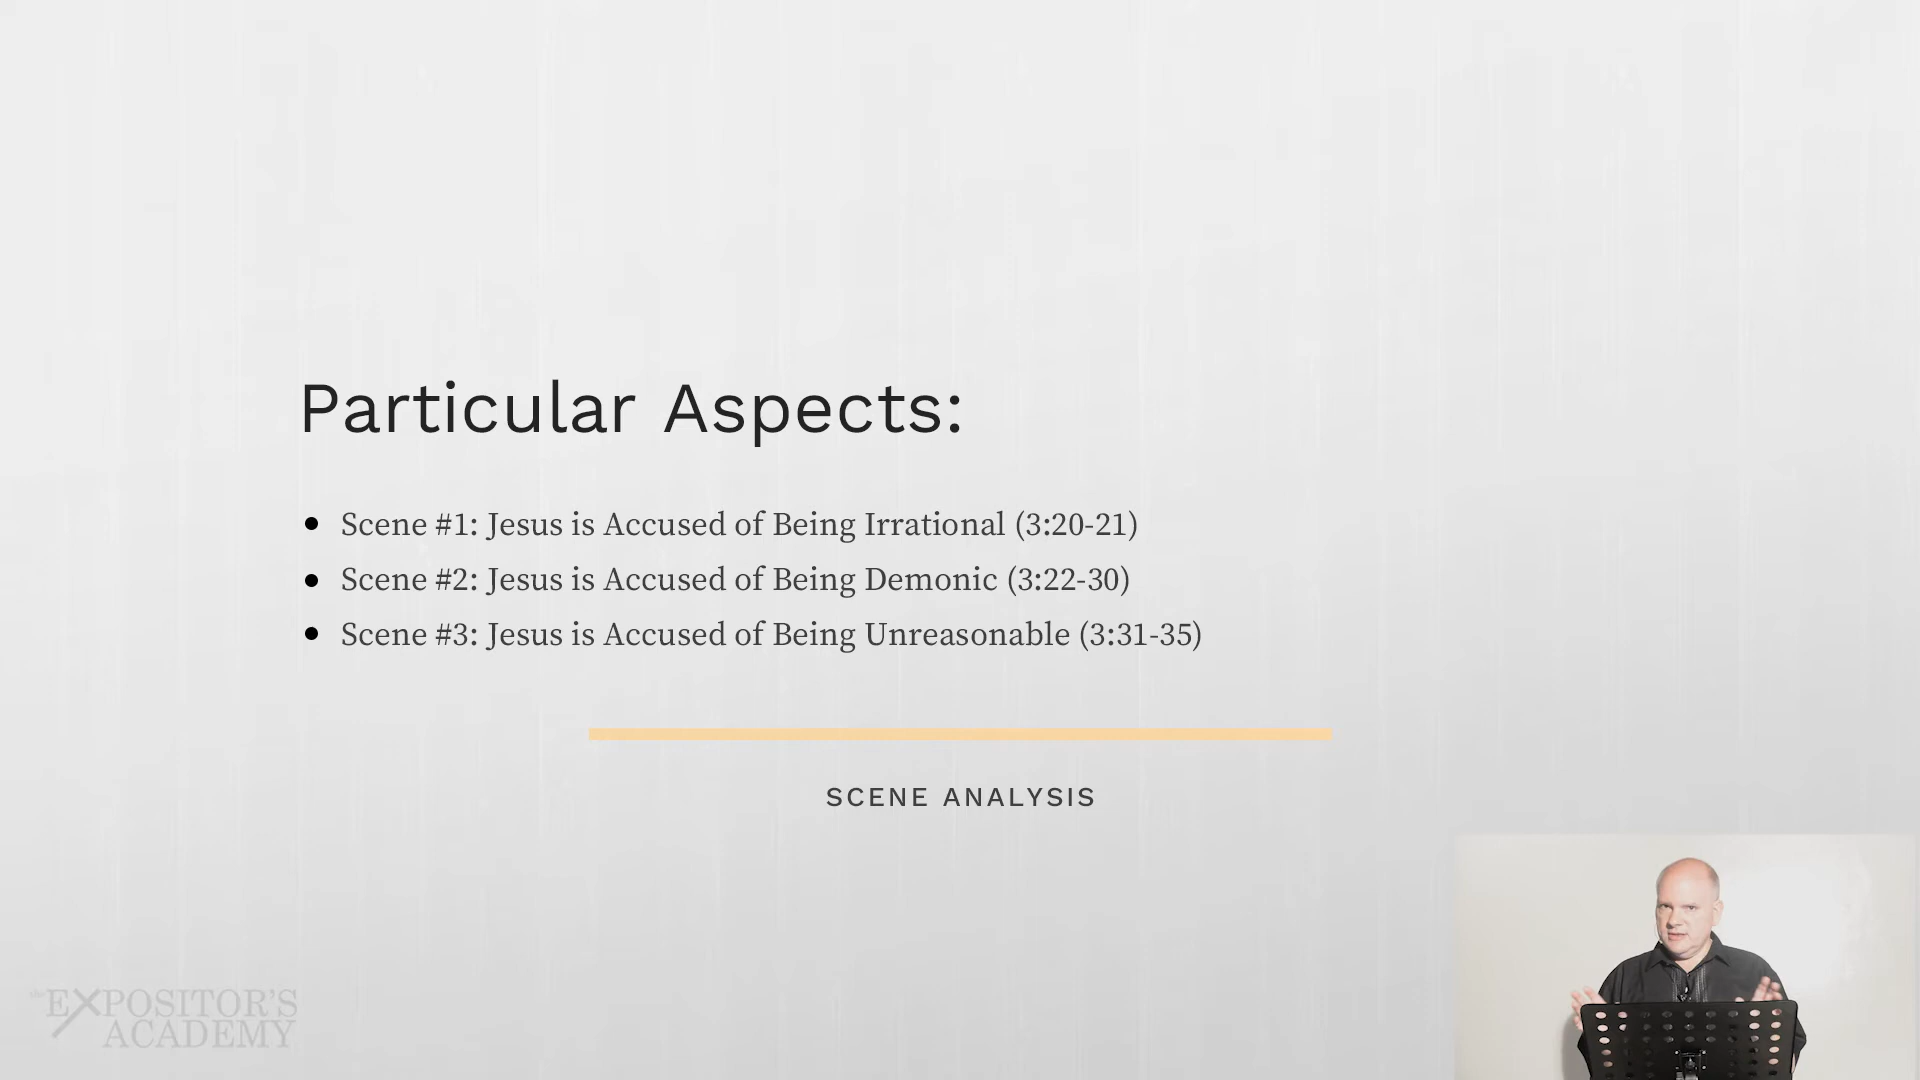 Particular Aspects:
Scene #1: Jesus is Accused of Being Irrational (3:20-21)
Scene #2: Jesus is Accused of Being Demonic (3:22-30)
Scene #3: Jesus is Accused of Being Unreasonable (3:31-35)
SCENE ANALYSIS
the EXPOSITOR'S
ACADEMY